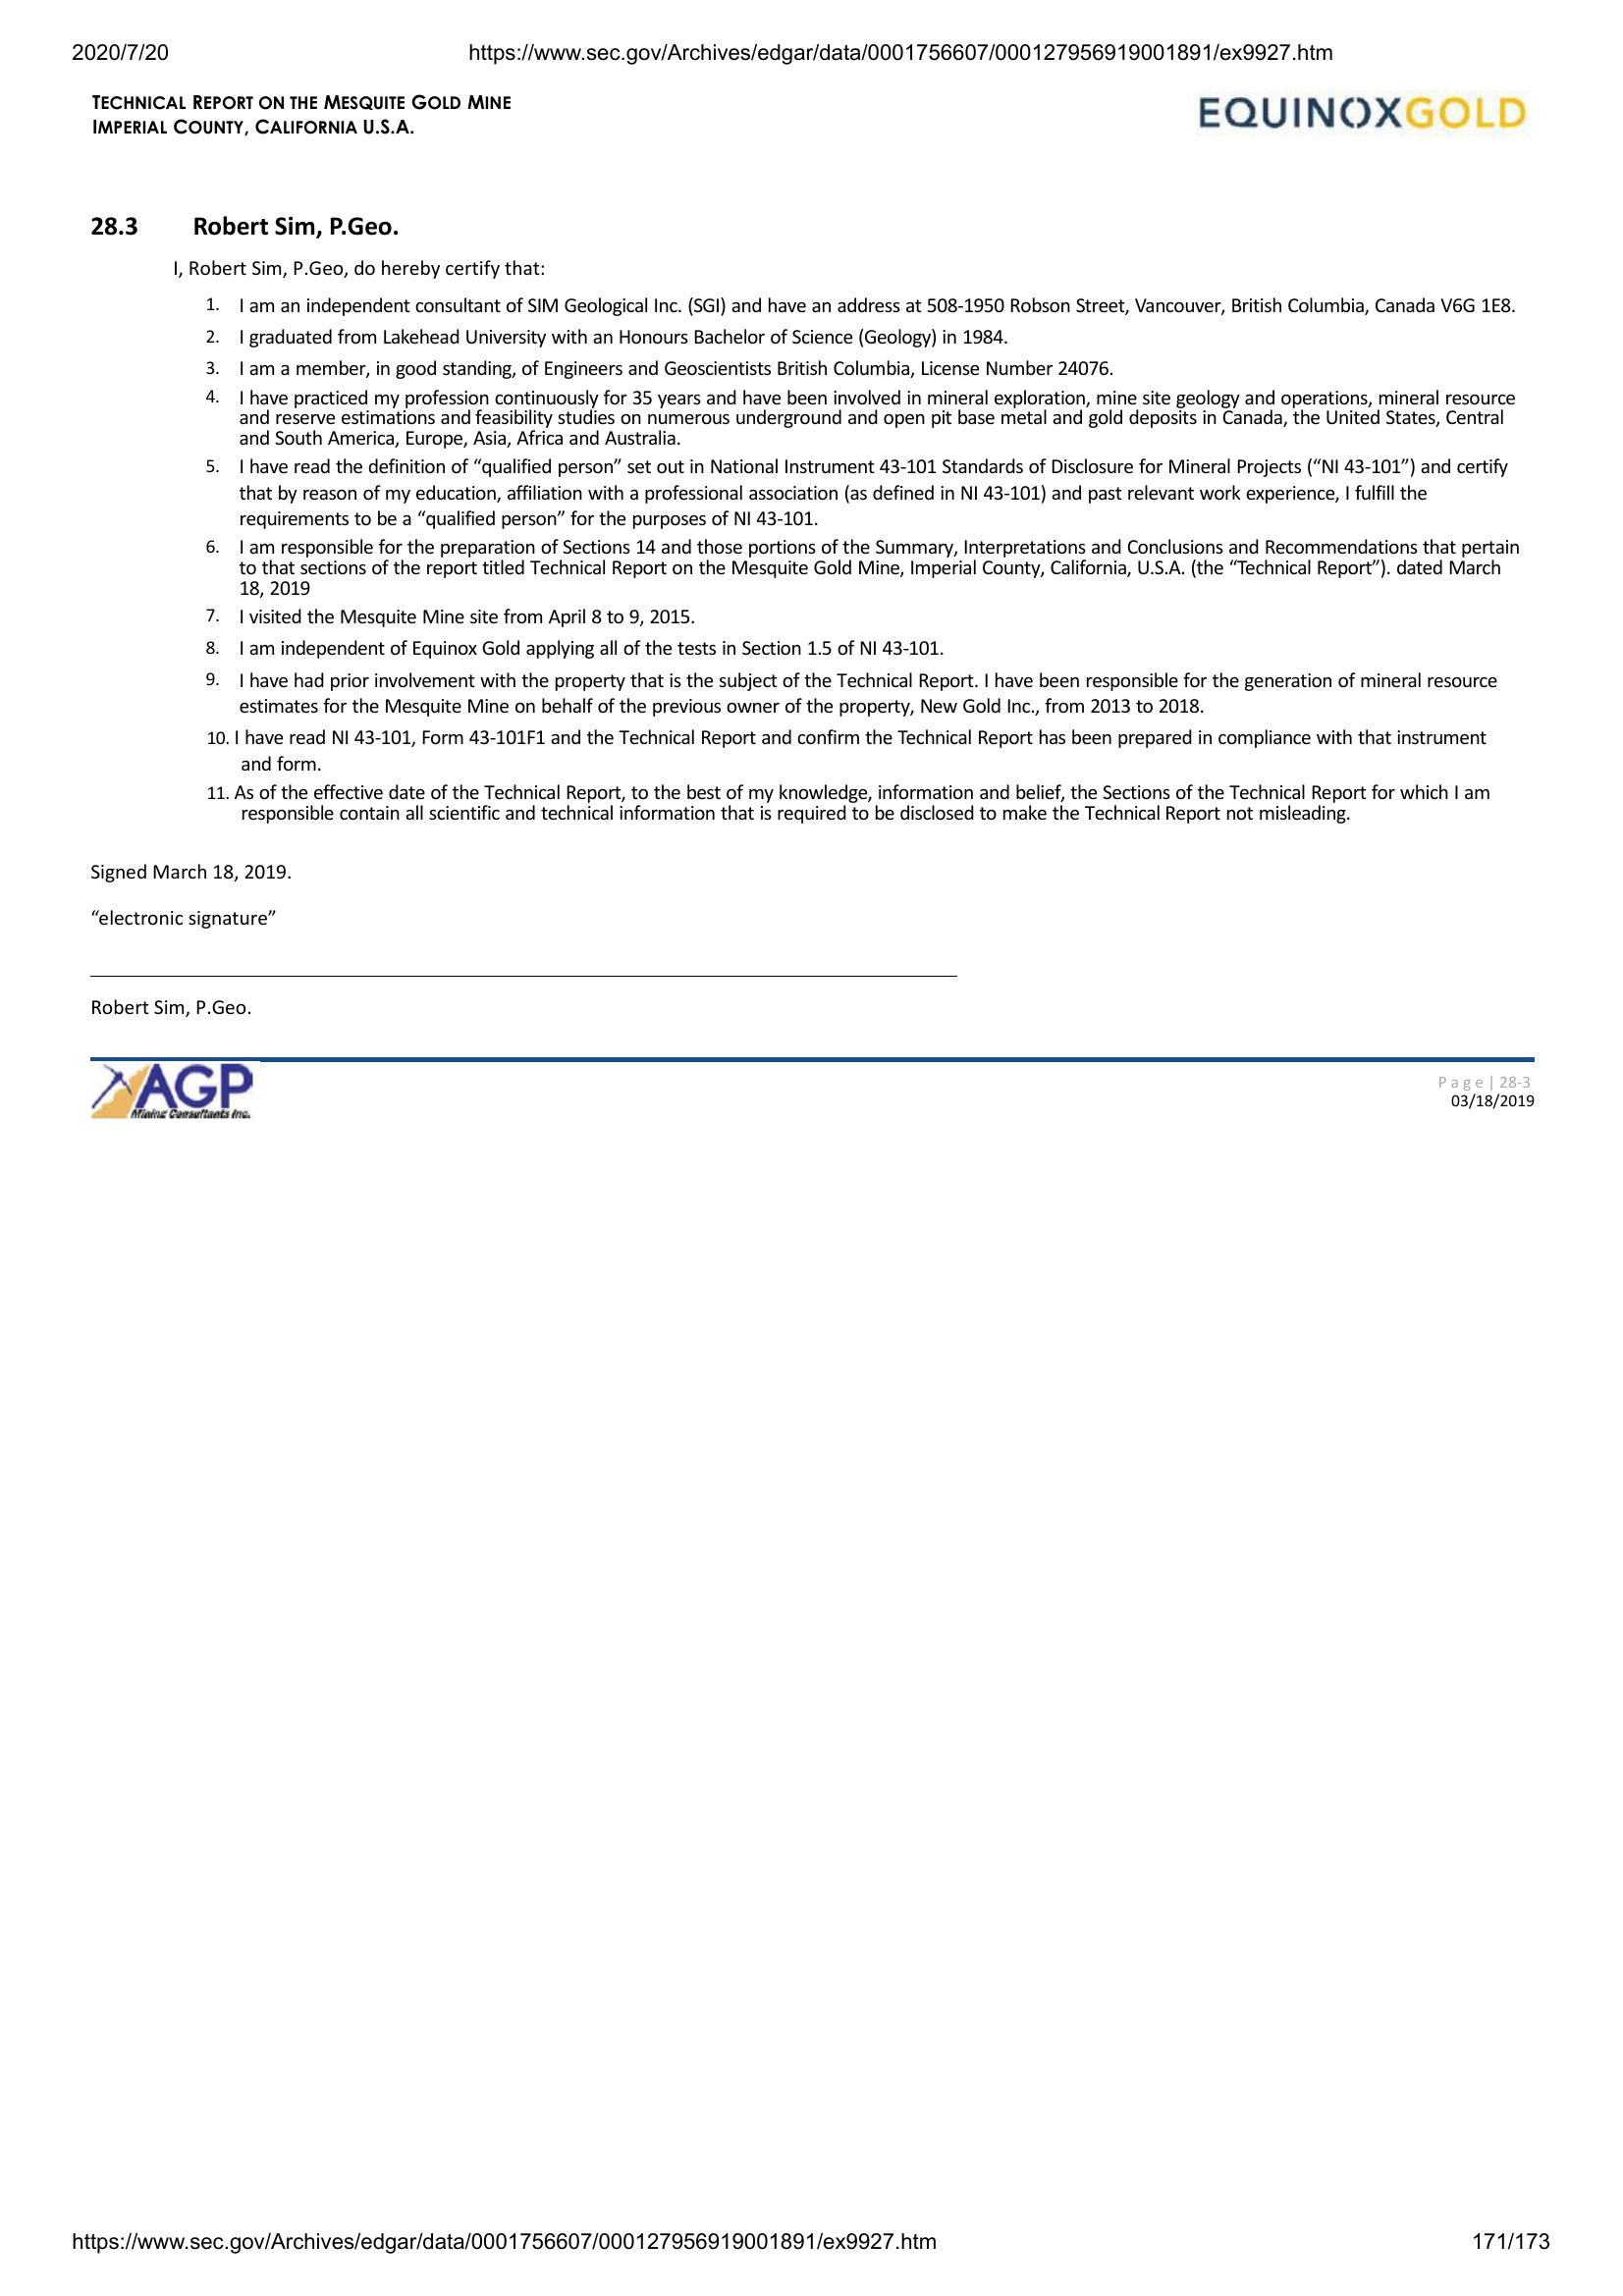 2020/7/20 https://www.sec.gov/Archives/edgar/data/0001756607/000127956919001891/ex9927.htm
TECHNICAL REPORT ON THE MESQUITE GOLD MINE
IMPERIAL COUNTY, CALIFORNIA U.S.A.
EQUINOXGOLD
28.3 Robert Sim, P.Geo.
I, Robert Sim, P.Geo, do hereby certify that:
1. I am an independent consultant of SIM Geological Inc. (SGI) and have an address at 508-1950 Robson Street, Vancouver, British Columbia, Canada V6G 1E8.
2. I graduated from Lakehead University with an Honours Bachelor of Science (Geology) in 1984.
3. I am a member, in good standing, of Engineers and Geoscientists British Columbia, License Number 24076.
4. I have practiced my profession continuously for 35 years and have been involved in mineral exploration, mine site geology and operations, mineral resource
and reserve estimations and feasibility studies on numerous underground and open pit base metal and gold deposits in Canada, the United States, Central
and South America, Europe, Asia, Africa and Australia.
5. I have read the definition of “qualified person” set out in National Instrument 43-101 Standards of Disclosure for Mineral Projects (“NI 43-101”) and certify
that by reason of my education, affiliation with a professional association (as defined in NI 43-101) and past relevant work experience, I fulfill the
requirements to be a “qualified person” for the purposes of NI 43-101.
6. I am responsible for the preparation of Sections 14 and those portions of the Summary, Interpretations and Conclusions and Recommendations that pertain
to that sections of the report titled Technical Report on the Mesquite Gold Mine, Imperial County, California, U.S.A. (the “Technical Report”). dated March
18, 2019
7. I visited the Mesquite Mine site from April 8 to 9, 2015.
8. I am independent of Equinox Gold applying all of the tests in Section 1.5 of NI 43-101.
9. I have had prior involvement with the property that is the subject of the Technical Report. I have been responsible for the generation of mineral resource
estimates for the Mesquite Mine on behalf of the previous owner of the property, New Gold Inc., from 2013 to 2018.
10. I have read NI 43-101, Form 43-101F1 and the Technical Report and confirm the Technical Report has been prepared in compliance with that instrument
and form.
11. As of the effective date of the Technical Report, to the best of my knowledge, information and belief, the Sections of the Technical Report for which I am
responsible contain all scientific and technical information that is required to be disclosed to make the Technical Report not misleading.
Signed March 18, 2019.
“electronic signature”
Robert Sim, P.Geo.
AGP
Mining Consultants Inc.
Page | 28-3
03/18/2019
https://www.sec.gov/Archives/edgar/data/0001756607/000127956919001891/ex9927.htm 171/173